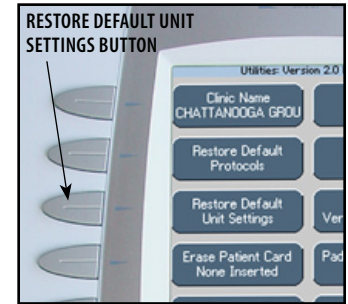 RESTORE DEFAULT UNIT
SETTINGS BUTTON
Utilities: Version 2.0
Clinic Name
CHATTANOOGA GROU
Restore Default
Protocols
Restore Default
Unit Settings
Ver
Erase Patient Card
None Inserted
Pad